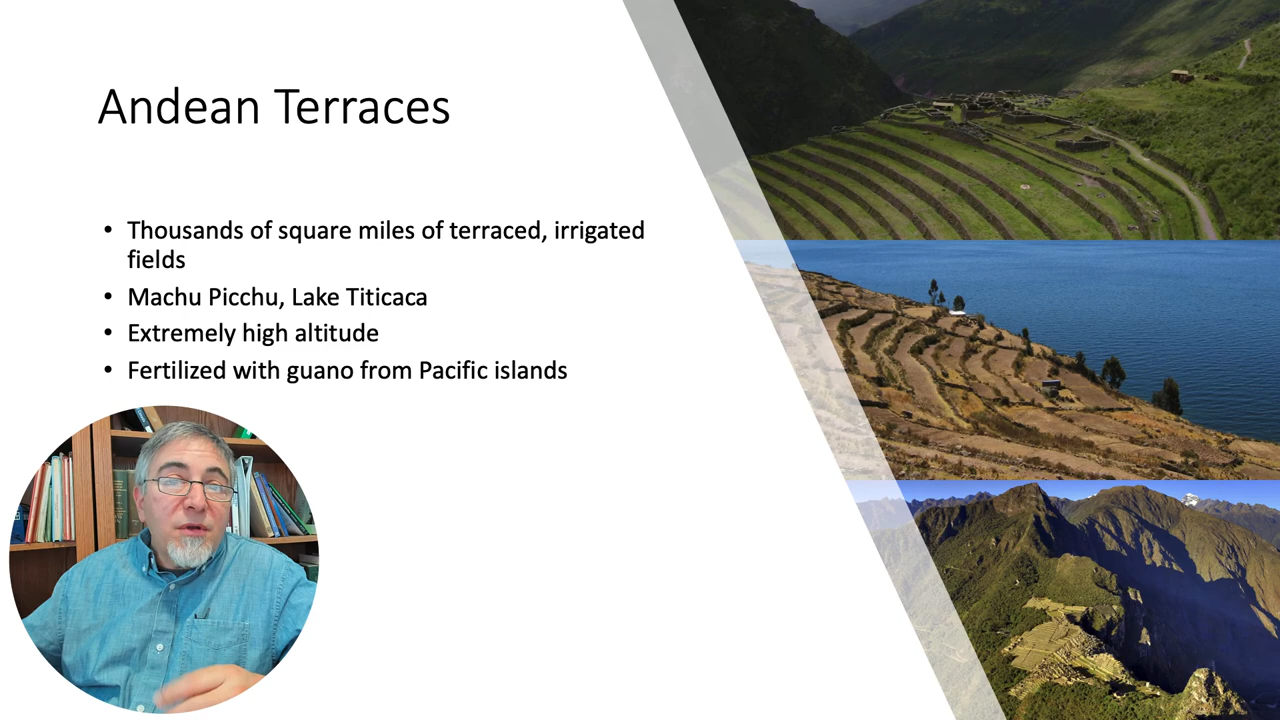 Andean Terraces
• Thousands of square miles of terraced, irrigated
fields
• Machu Picchu, Lake Titicaca
• Extremely high altitude
• Fertilized with guano from Pacific islands